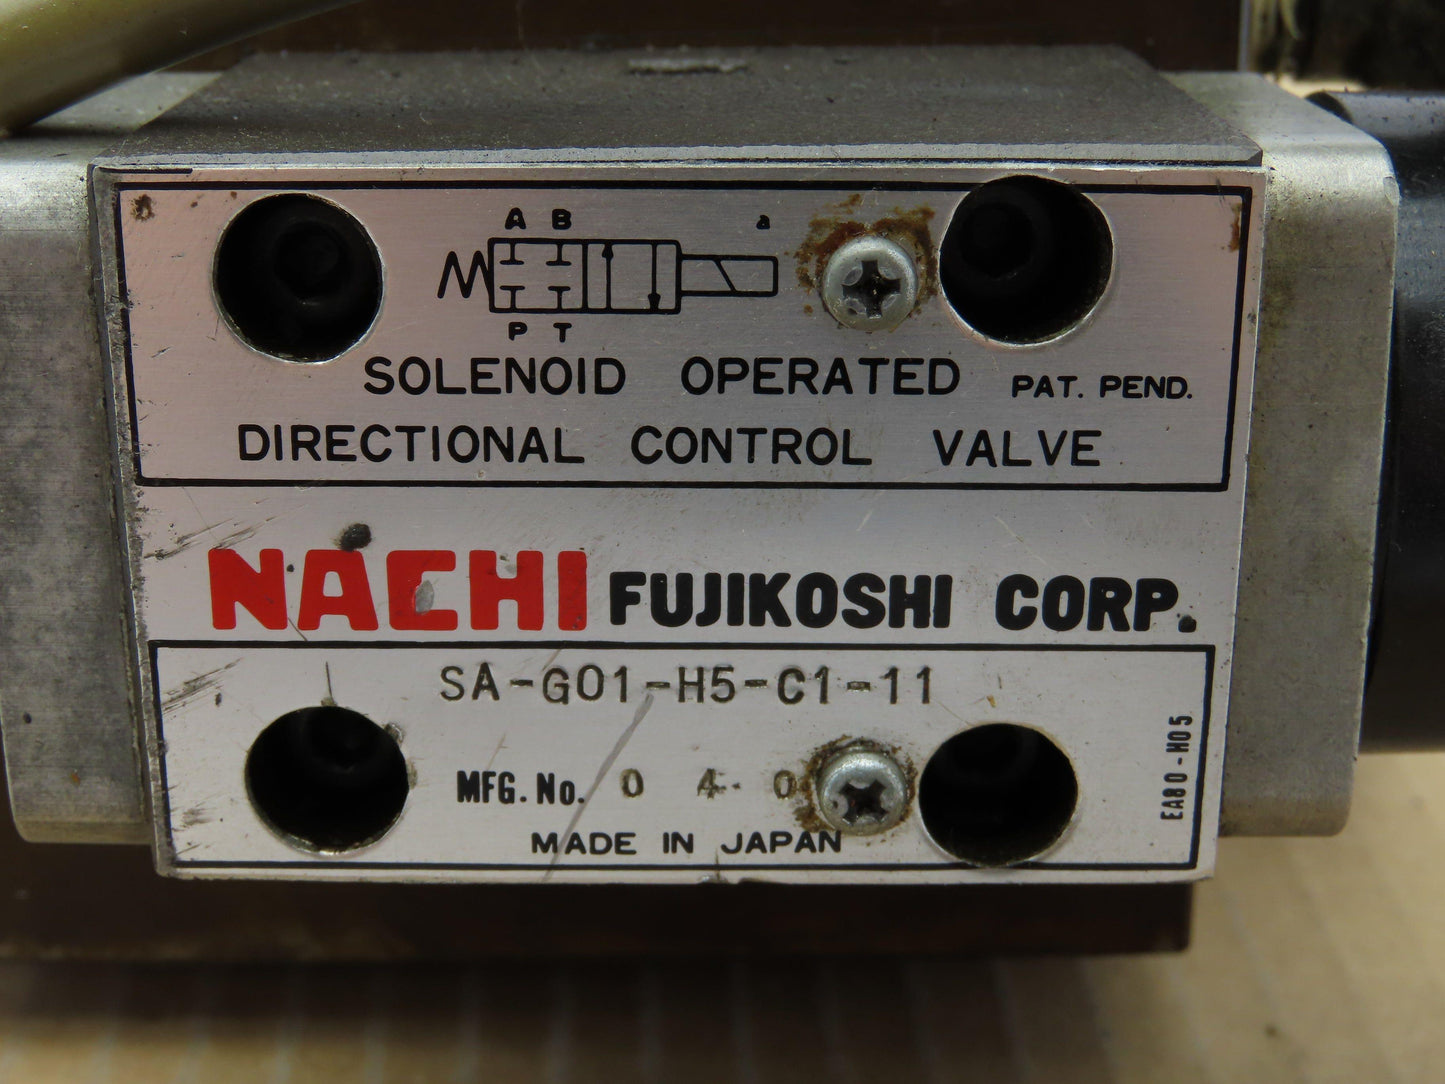 A B a
P T
SOLENOID OPERATED PAT. PEND.
DIRECTIONAL CONTROL VALVE
NACHI FUJIKOSHI CORP.
SA-G01-H5-C1-11
MFG. No. 0 4 0
MADE IN JAPAN
EA80-H05